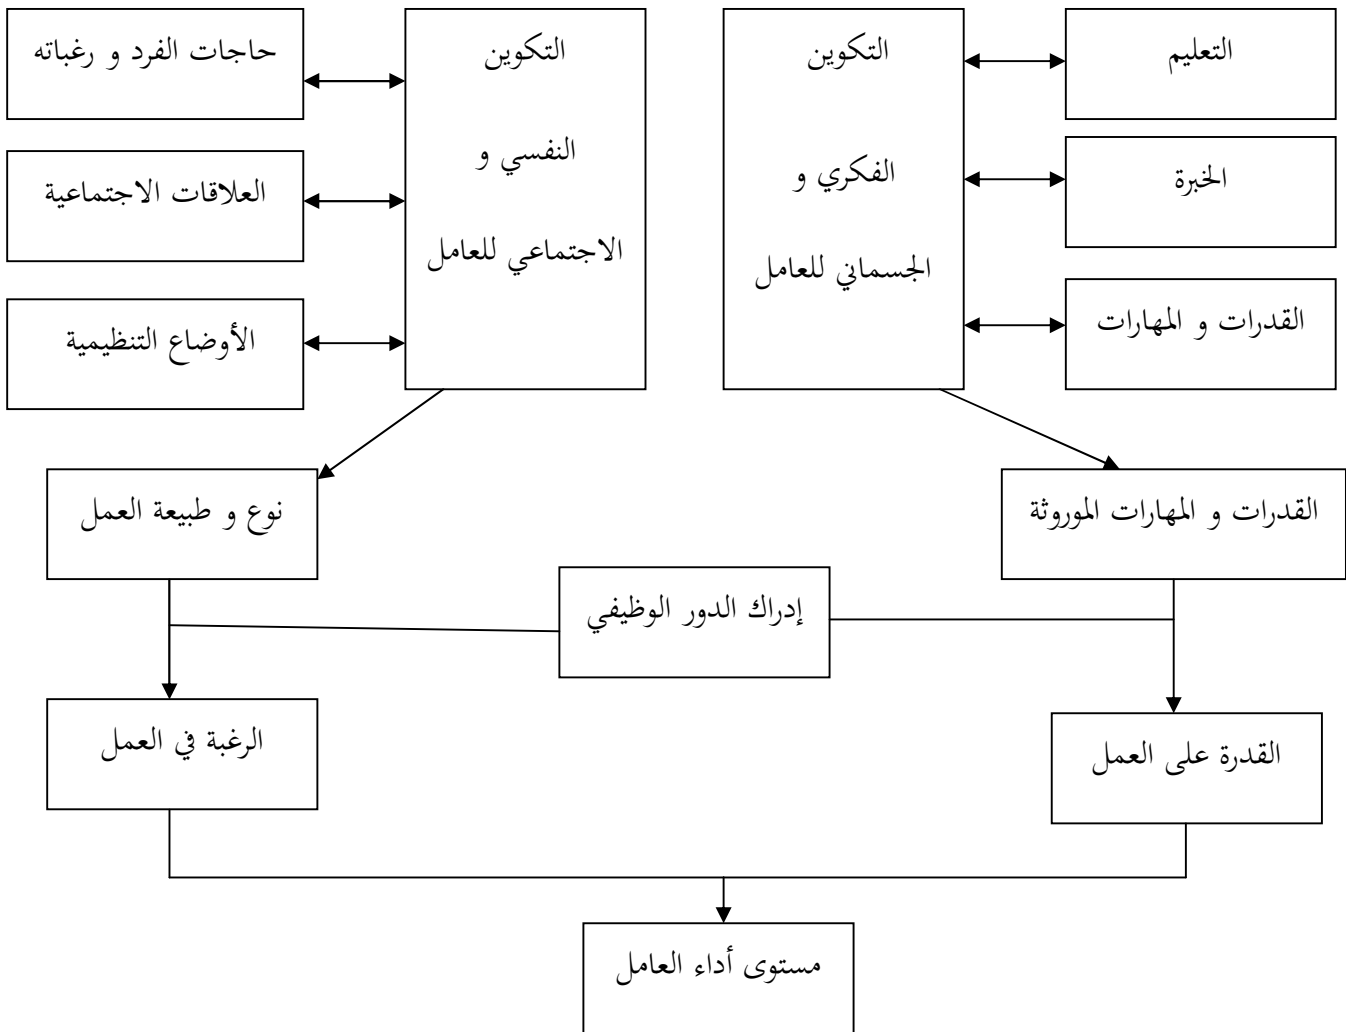 التعليم
التكوين
التكوين
حاجات الفرد و رغباته
الخبرة
الفكري و
النفسي و
العلاقات الاجتماعية
الجسماني للعامل
الاجتماعي للعامل
القدرات و المهارات
الأوضاع التنظيمية
القدرات و المهارات الموروثة
نوع و طبيعة العمل
إدراك الدور الوظيفي
القدرة على العمل
الرغبة في العمل
مستوى أداء العامل